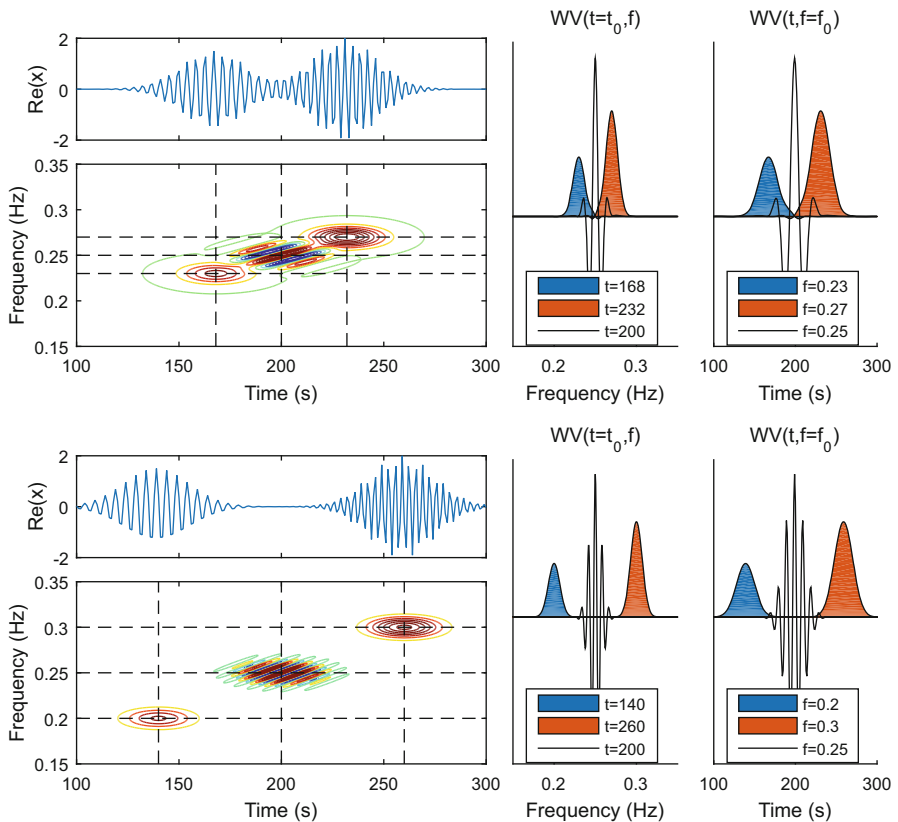 WV(t=t0,f)
WV(t,f=f0)
2
0
-2
Re(x)
0.35
0.3
0.25
0.2
0.15
Frequency (Hz)
100 150 200 250 300
Time (s)
t=168
t=232
t=200
0.2 0.3
Frequency (Hz)
f=0.23
f=0.27
f=0.25
100 200 300
Time (s)
WV(t=t0,f)
WV(t,f=f0)
2
0
-2
Re(x)
0.35
0.3
0.25
0.2
0.15
Frequency (Hz)
100 150 200 250 300
Time (s)
t=140
t=260
t=200
0.2 0.3
Frequency (Hz)
f=0.2
f=0.3
f=0.25
100 200 300
Time (s)